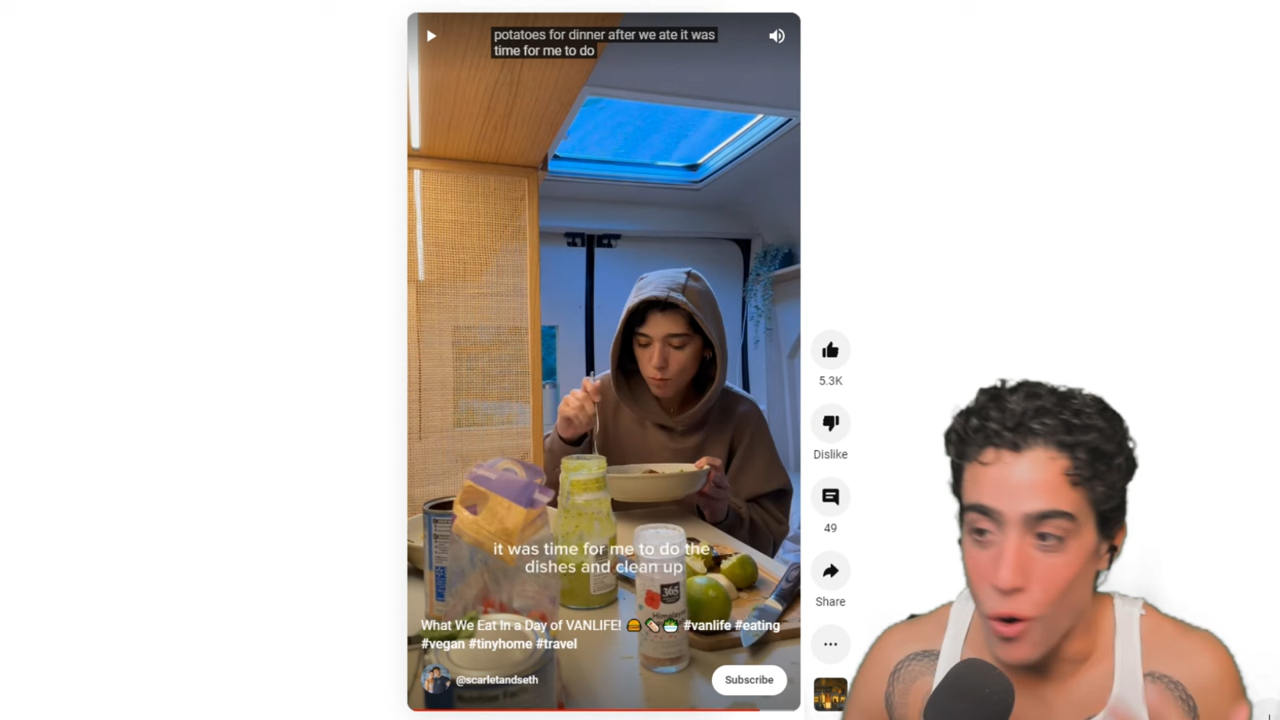 potatoes for dinner after we ate it was
time for me to do
it was time for me to do the
dishes and clean up
365
What We Eat In a Day of VANLIFE! 🍔 🌯 🥗 #vanlife #eating
#vegan #tinyhome #travel
@scarletandseth
Subscribe
5.3K
Dislike
49
Share